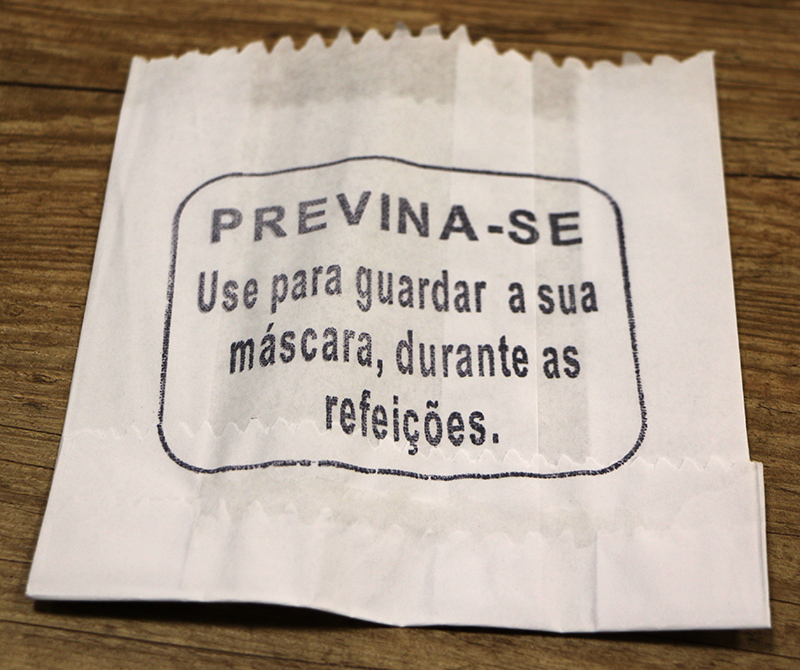 PREVINA-SE
Use para guardar a sua
máscara, durante as
refeições.